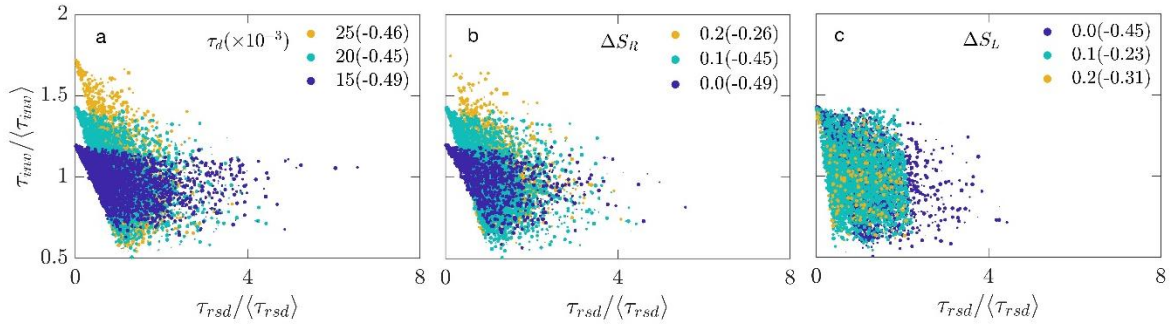 a
τ_d(×10⁻³)
25(-0.46)
20(-0.45)
15(-0.49)
b
ΔS_R
0.2(-0.26)
0.1(-0.45)
0.0(-0.49)
c
ΔS_L
0.0(-0.45)
0.1(-0.23)
0.2(-0.31)
τ_inv/⟨τ_inv⟩
2
1.5
1
0.5
0 4 8
0 4 8
0 4 8
τ_rsd/⟨τ_rsd⟩
τ_rsd/⟨τ_rsd⟩
τ_rsd/⟨τ_rsd⟩